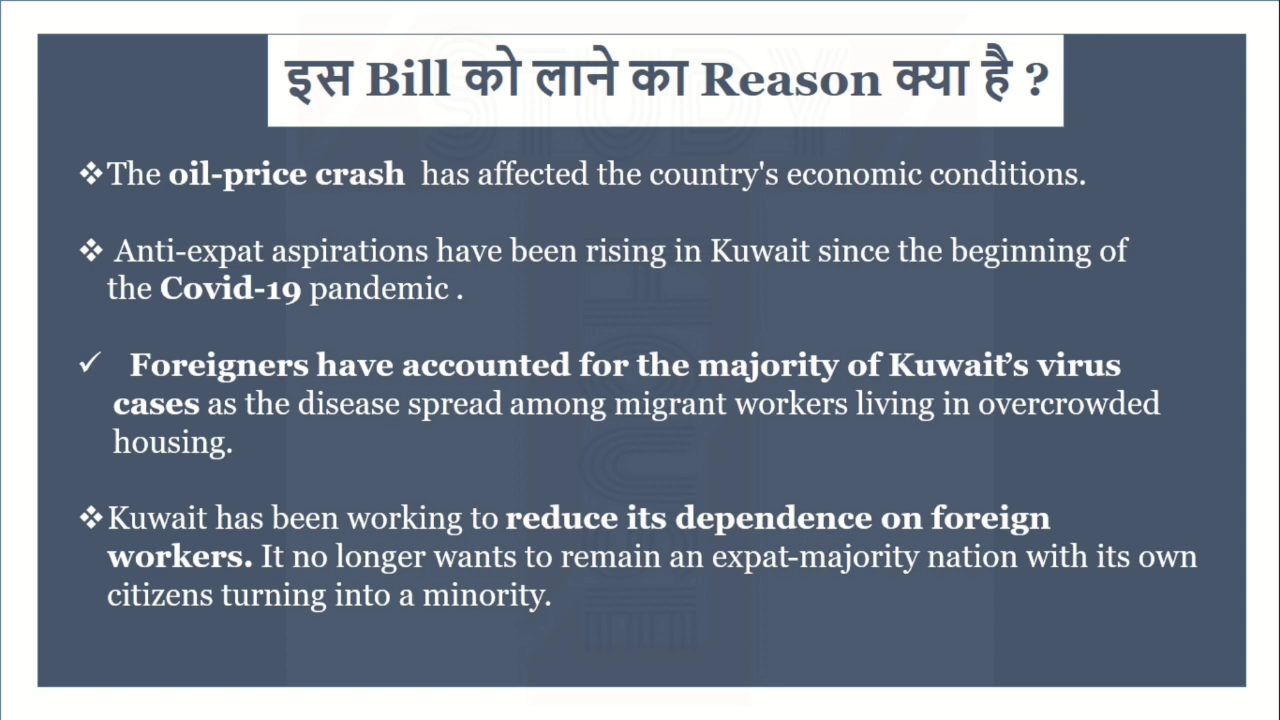 इस Bill को लाने का Reason क्या है ?
❖The oil-price crash has affected the country's economic conditions.
❖ Anti-expat aspirations have been rising in Kuwait since the beginning of
the Covid-19 pandemic .
✓ Foreigners have accounted for the majority of Kuwait’s virus
cases as the disease spread among migrant workers living in overcrowded
housing.
❖Kuwait has been working to reduce its dependence on foreign
workers. It no longer wants to remain an expat-majority nation with its own
citizens turning into a minority.
STUDY